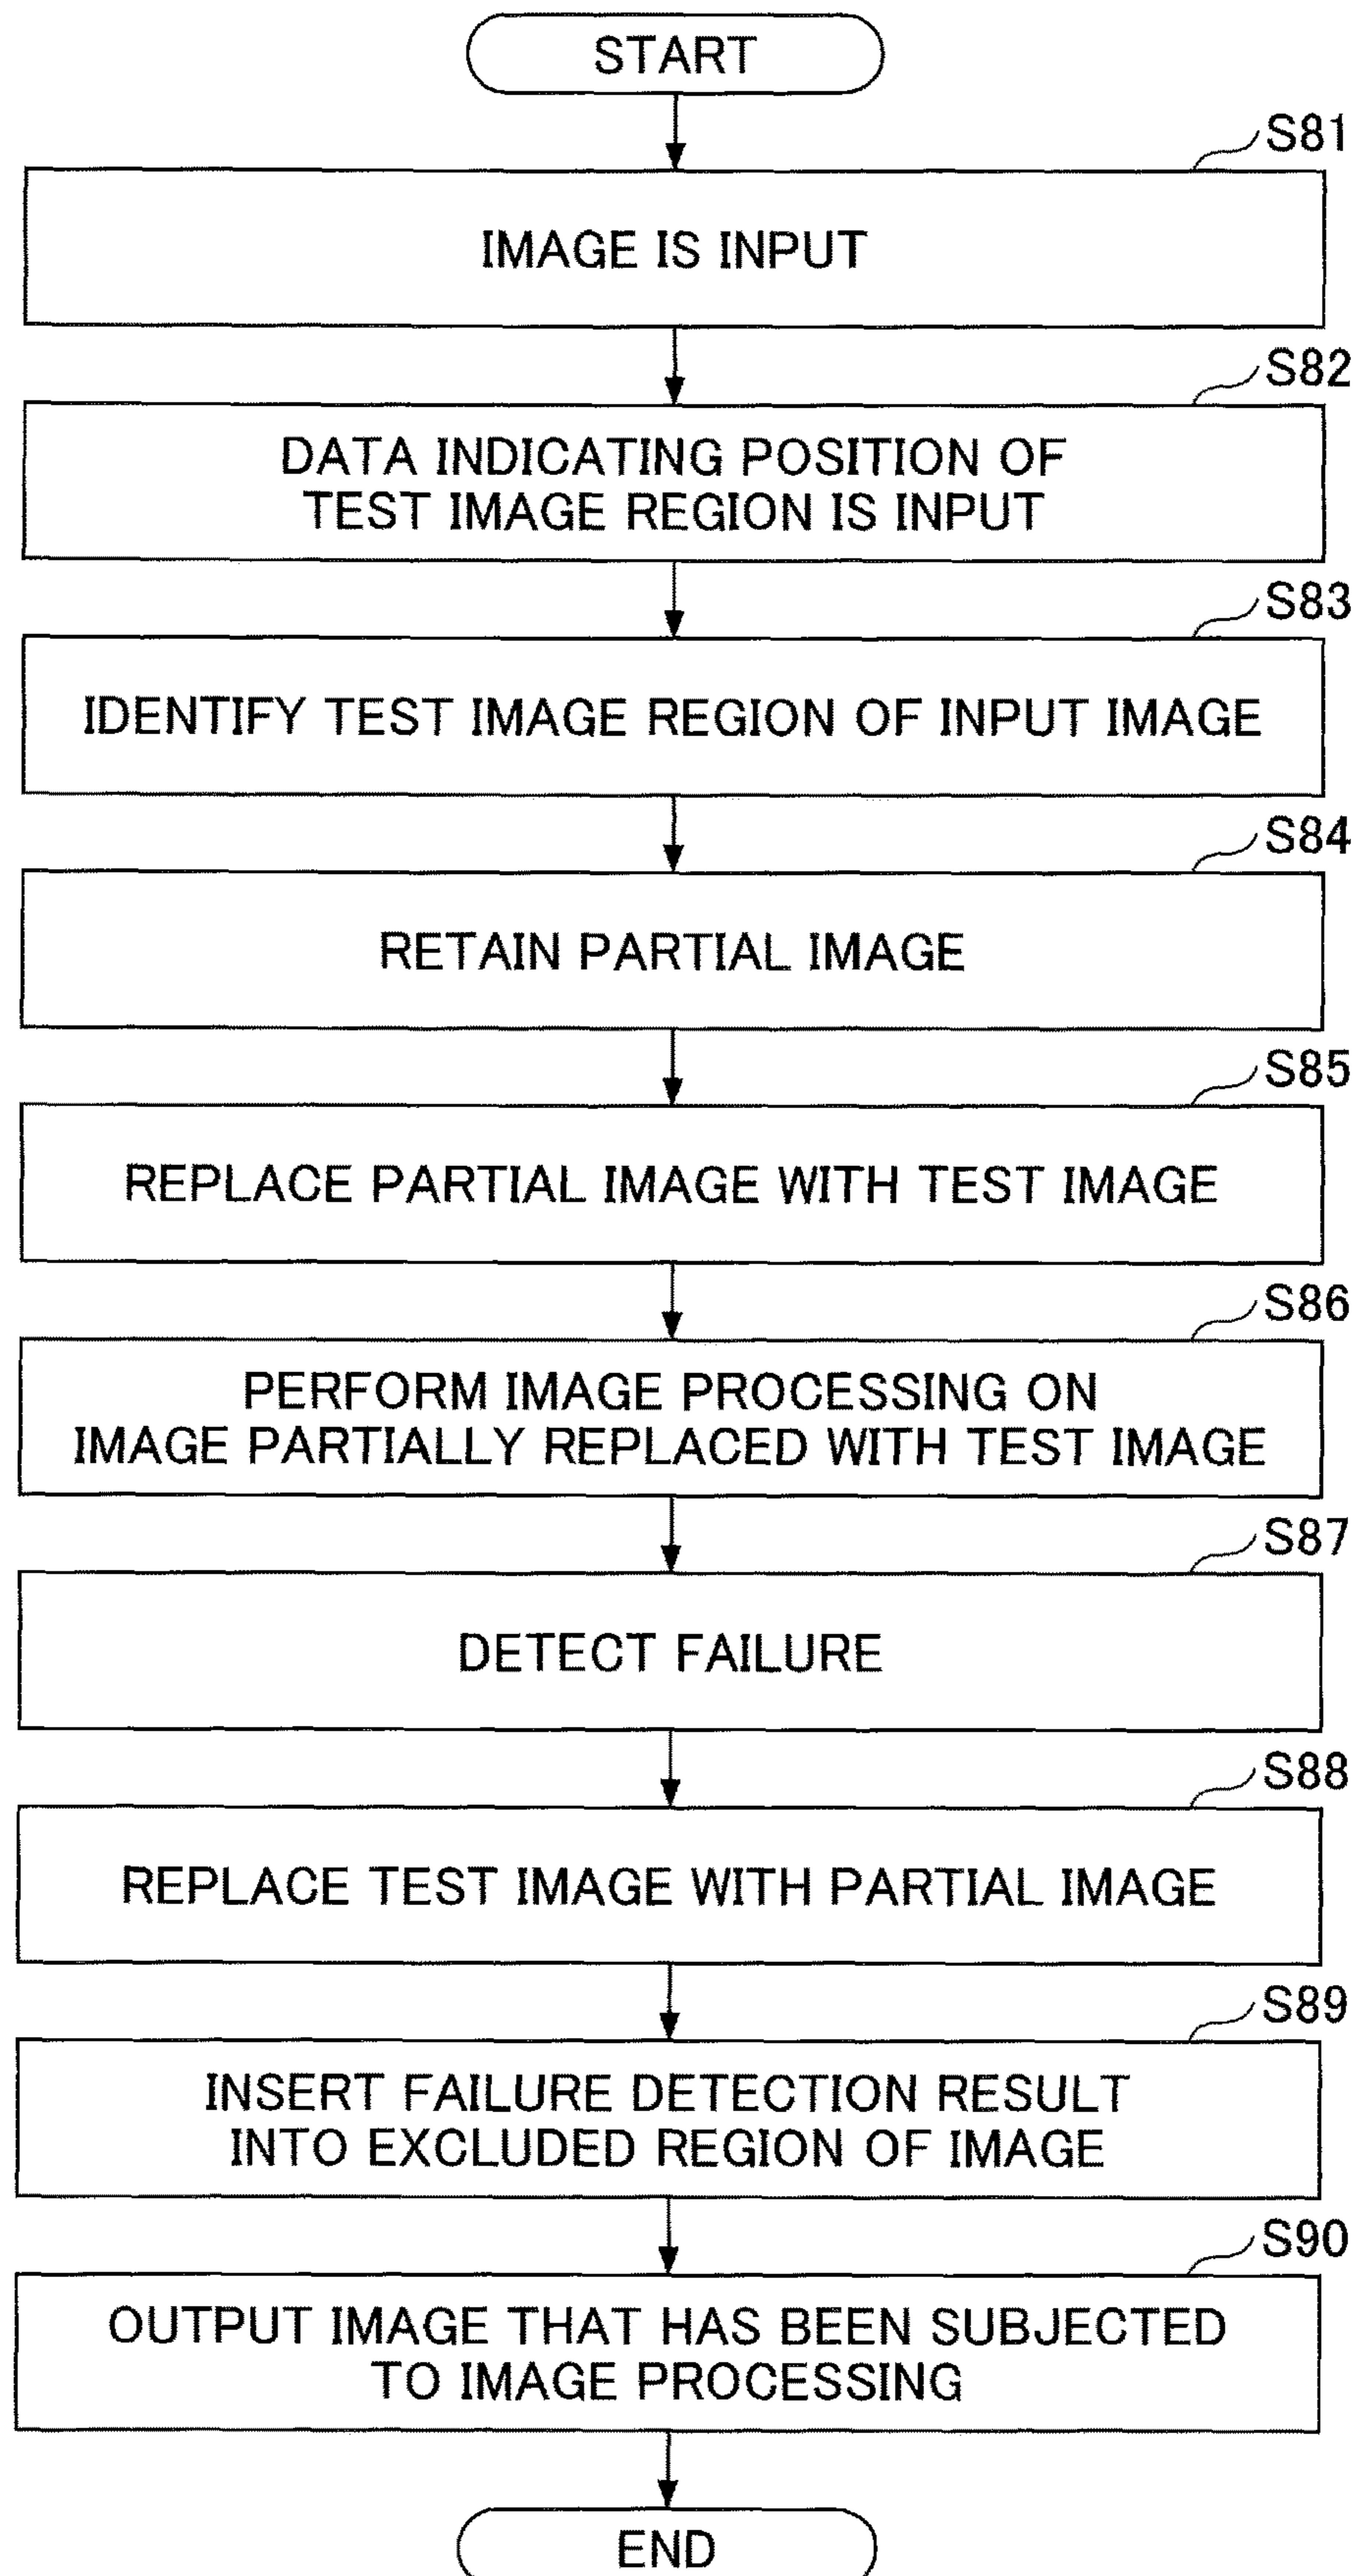 START
S81
IMAGE IS INPUT
S82
DATA INDICATING POSITION OF
TEST IMAGE REGION IS INPUT
S83
IDENTIFY TEST IMAGE REGION OF INPUT IMAGE
S84
RETAIN PARTIAL IMAGE
S85
REPLACE PARTIAL IMAGE WITH TEST IMAGE
S86
PERFORM IMAGE PROCESSING ON
IMAGE PARTIALLY REPLACED WITH TEST IMAGE
S87
DETECT FAILURE
S88
REPLACE TEST IMAGE WITH PARTIAL IMAGE
S89
INSERT FAILURE DETECTION RESULT
INTO EXCLUDED REGION OF IMAGE
S90
OUTPUT IMAGE THAT HAS BEEN SUBJECTED
TO IMAGE PROCESSING
END